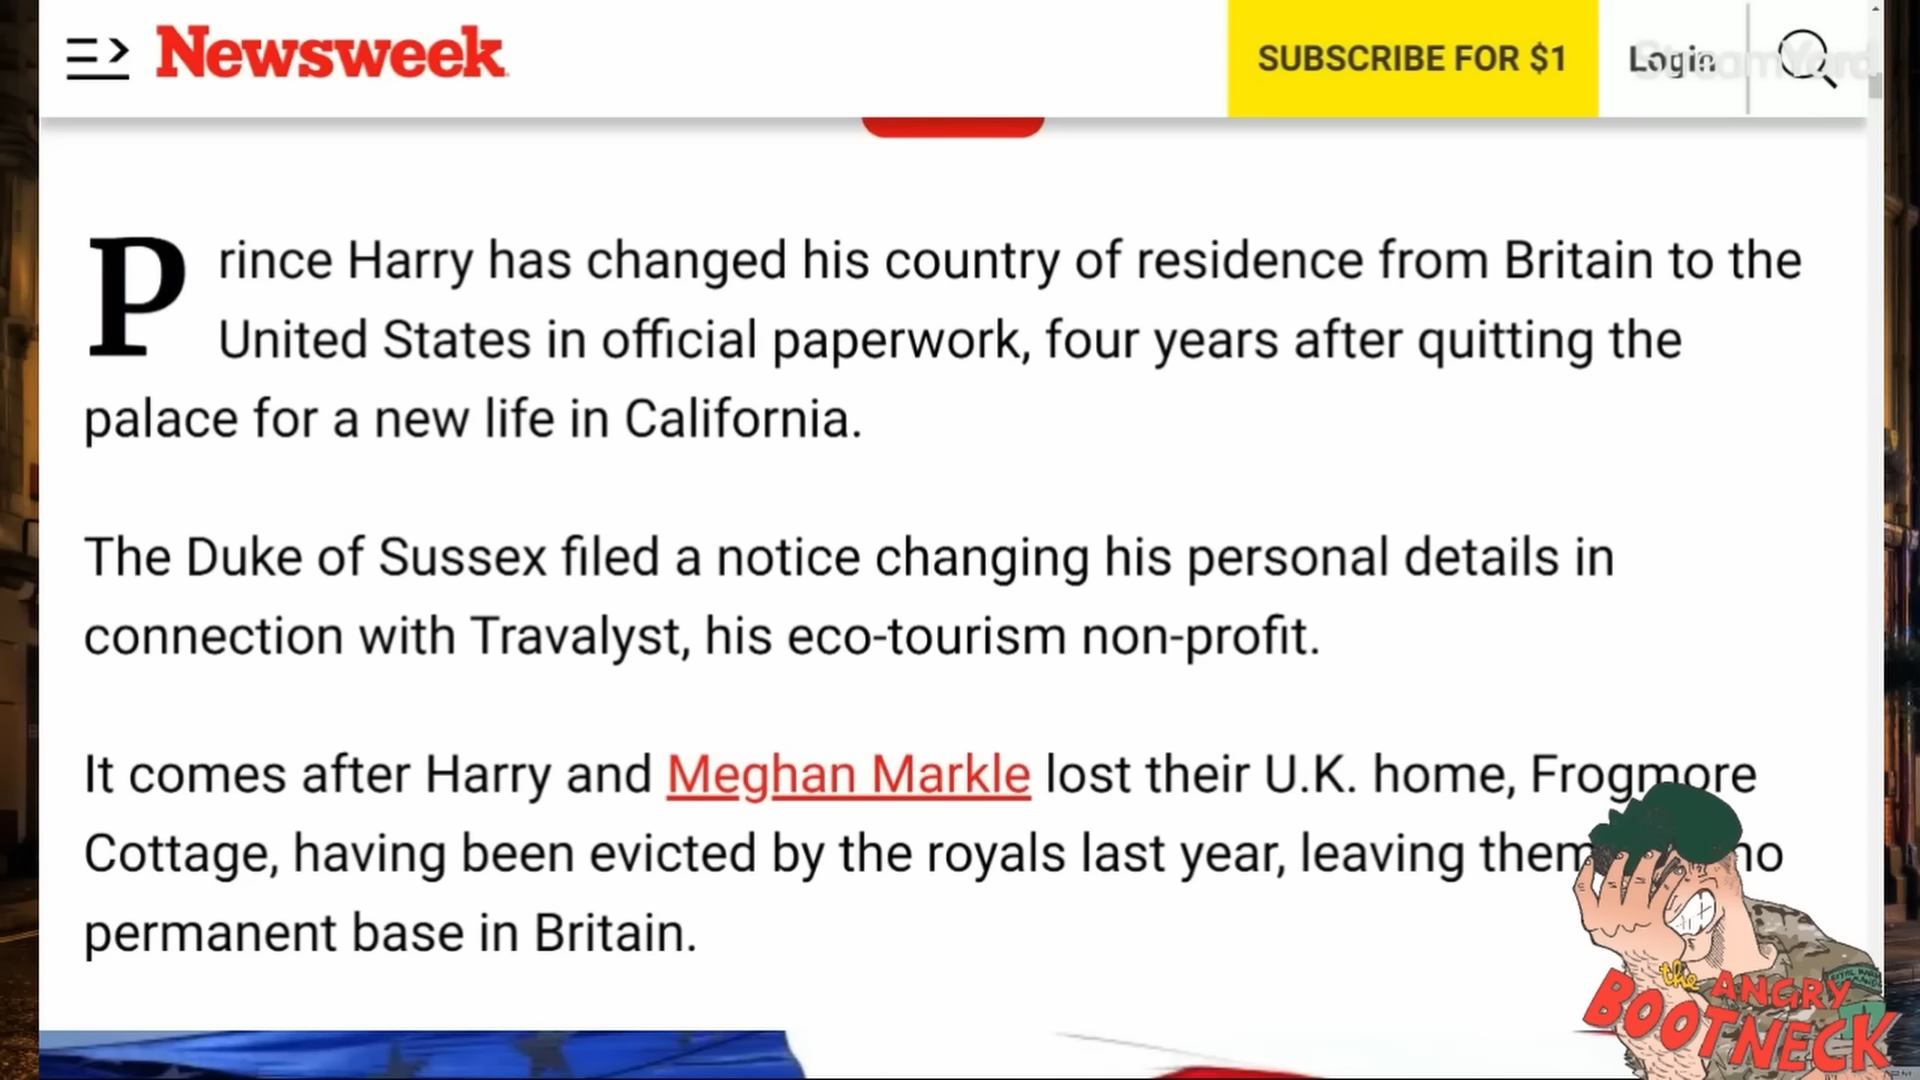 Newsweek
SUBSCRIBE FOR $1
Login
StreamYard
Prince Harry has changed his country of residence from Britain to the
United States in official paperwork, four years after quitting the
palace for a new life in California.
The Duke of Sussex filed a notice changing his personal details in
connection with Travalyst, his eco-tourism non-profit.
It comes after Harry and Meghan Markle lost their U.K. home, Frogmore
Cottage, having been evicted by the royals last year, leaving them no
permanent base in Britain.
the ANGRY
BOOTNECK